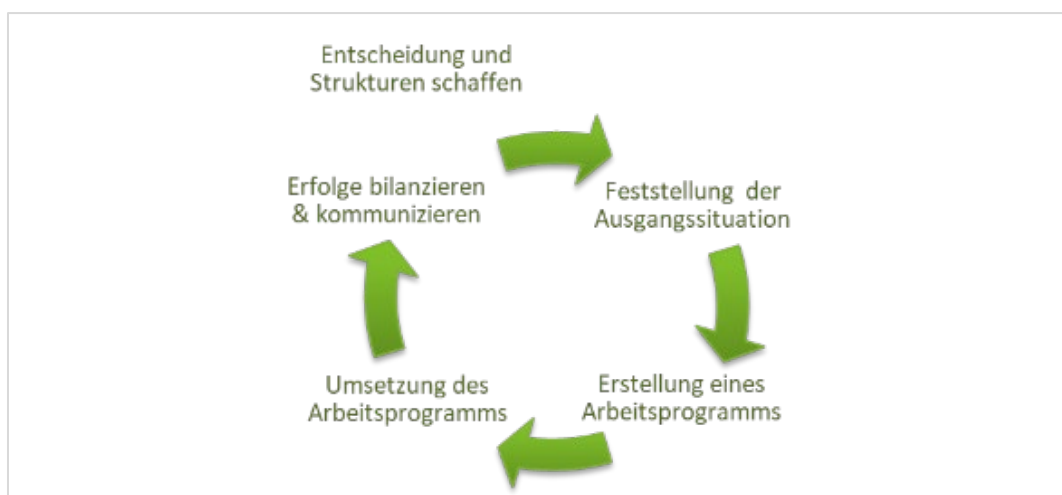 Entscheidung und
Strukturen schaffen
Feststellung der
Ausgangssituation
Erstellung eines
Arbeitsprogramms
Umsetzung des
Arbeitsprogramms
Erfolge bilanzieren
& kommunizieren